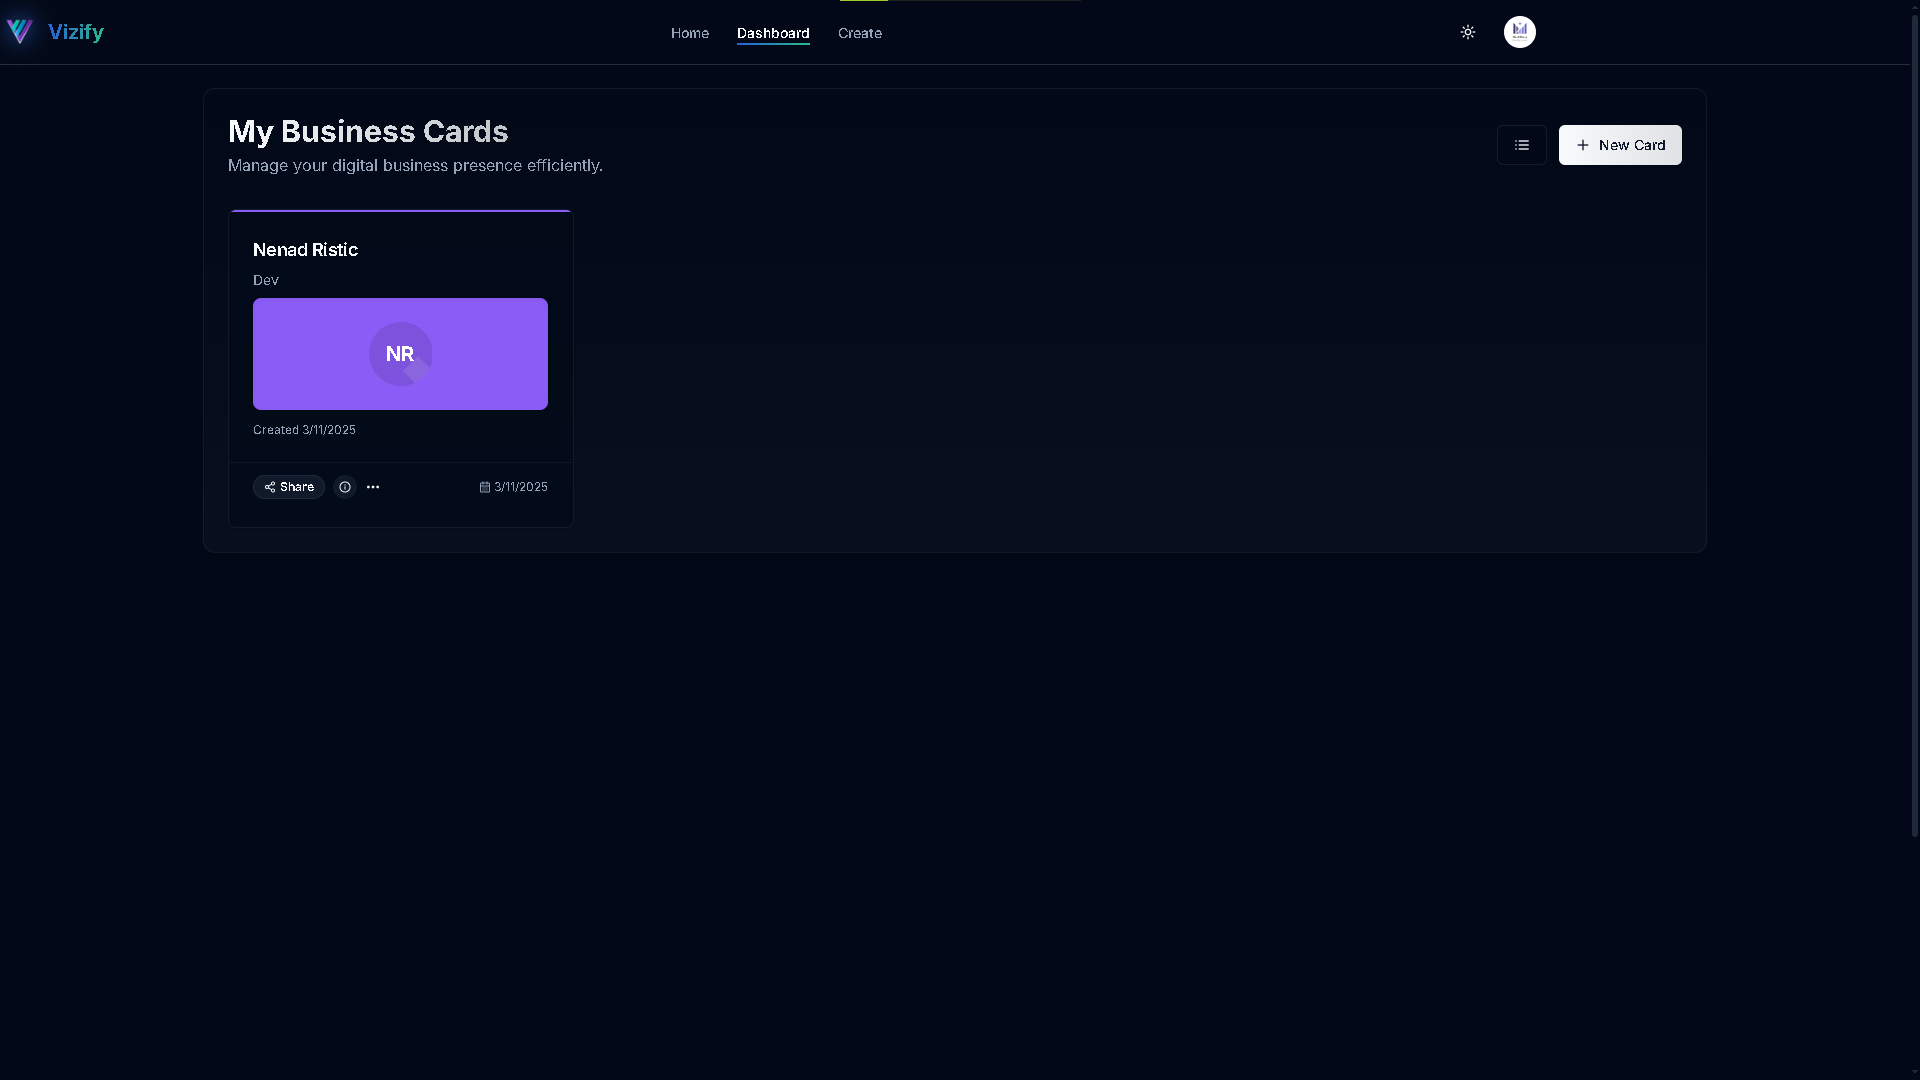 Vizify
Home
Dashboard
Create
My Business Cards
Manage your digital business presence efficiently.
New Card
Nenad Ristic
Dev
NR
Created 3/11/2025
Share
3/11/2025